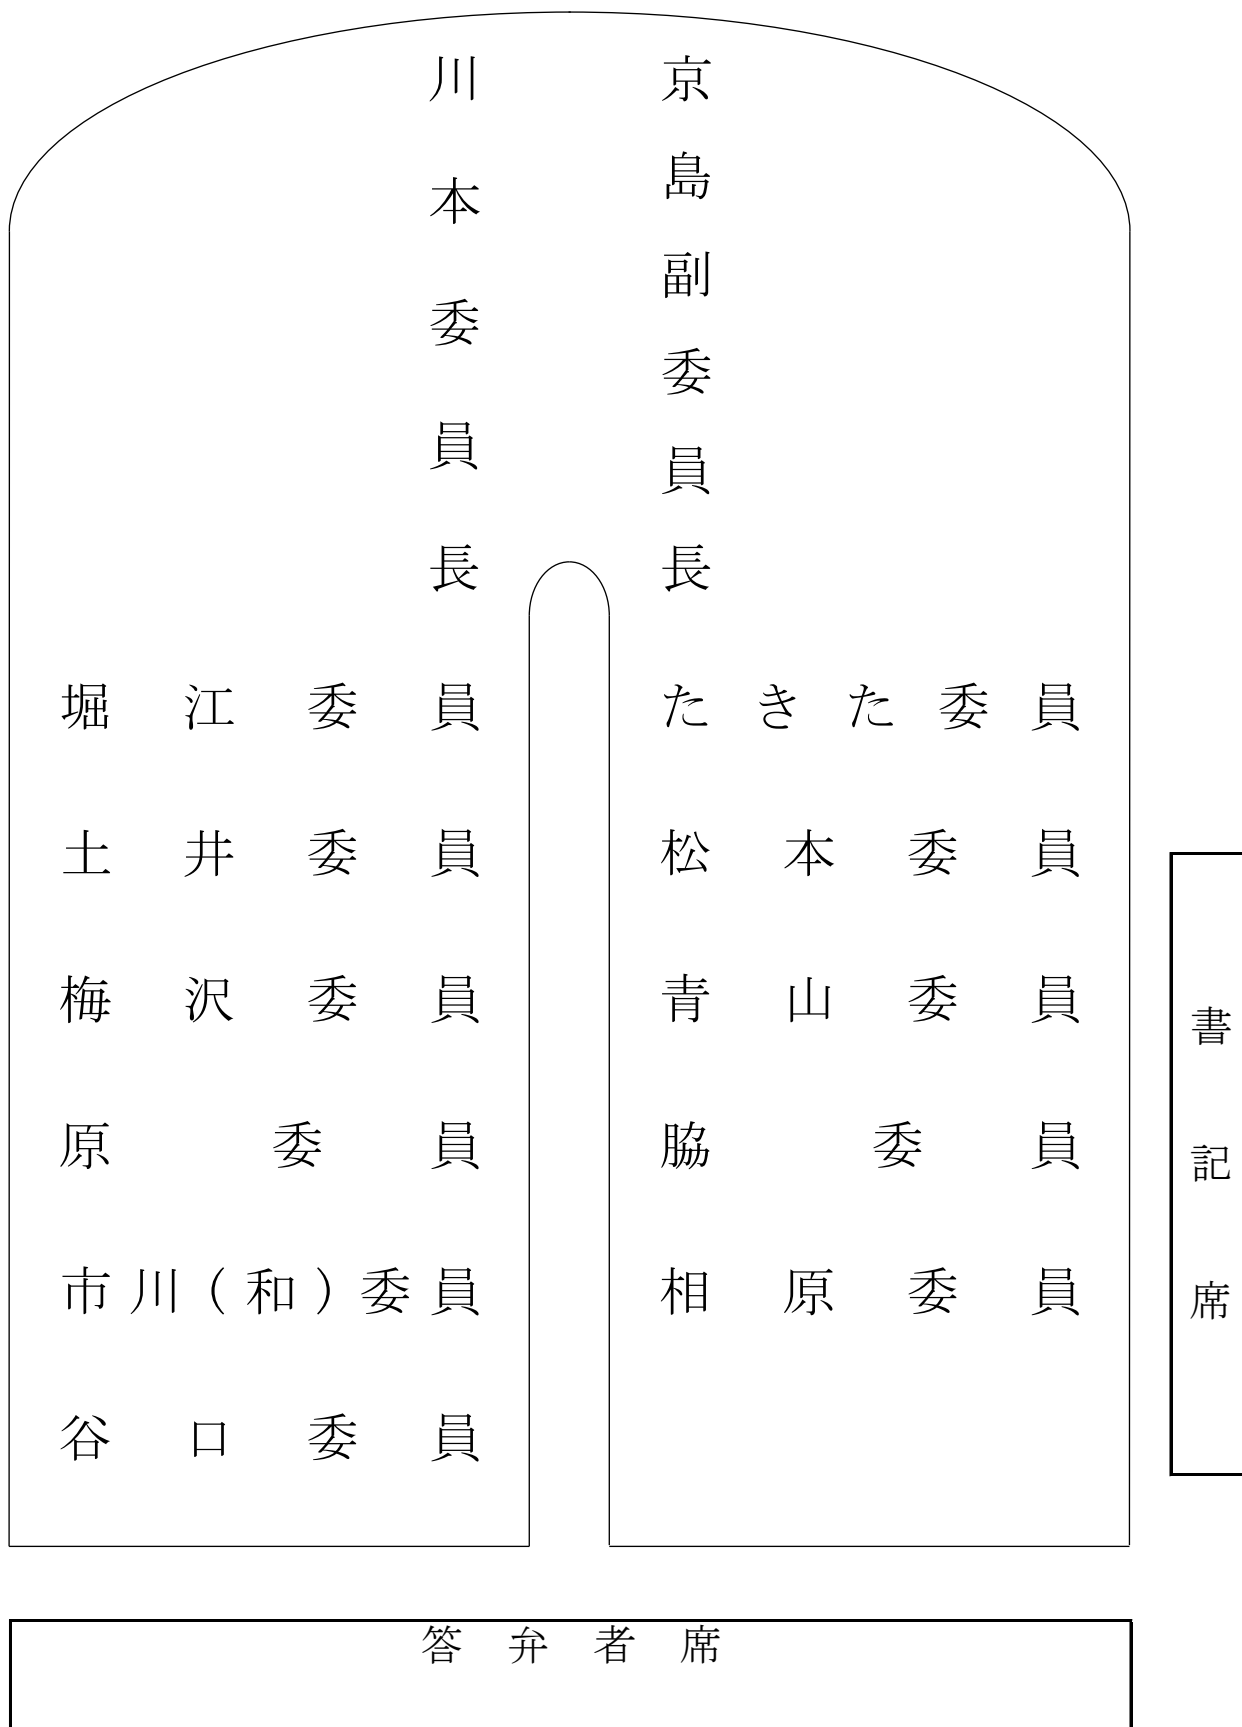 川本委員長
京島副委員長
堀江委員
たきた委員
土井委員
松本委員
梅沢委員
青山委員
原委員
脇委員
市川(和)委員
相原委員
谷口委員
書記席
答弁者席